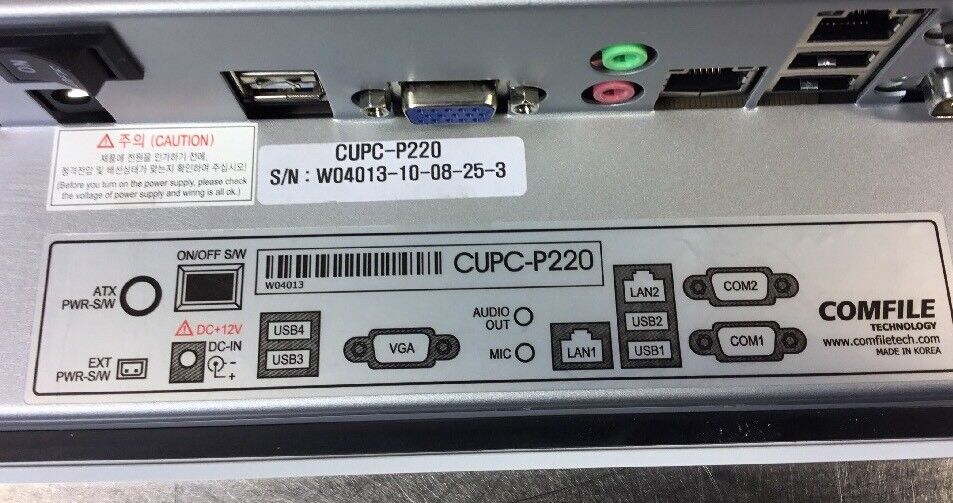 ON
주의 (CAUTION)
제품에 전원을 인가하기 전에,
정격전압 및 배선상태가 맞는지 확인하여 주십시오!
(Before you turn on the power supply, please check
the voltage of power supply and wiring is all ok.)
CUPC-P220
S/N : W04013-10-08-25-3
ATX
PWR-S/W
ON/OFF S/W
W04013
CUPC-P220
DC+12V
DC-IN
- +
EXT
PWR-S/W
USB4
USB3
VGA
AUDIO
OUT
MIC
LAN1
LAN2
USB2
USB1
COM2
COM1
COMFILE
TECHNOLOGY
www.comfiletech.com
MADE IN KOREA